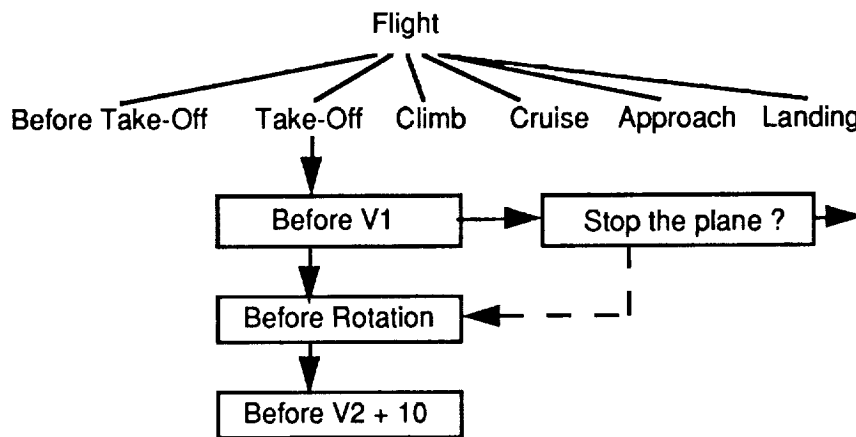 Flight
Before Take-Off Take-Off Climb Cruise Approach Landing
Before V1 Stop the plane ?
Before Rotation
Before V2 + 10